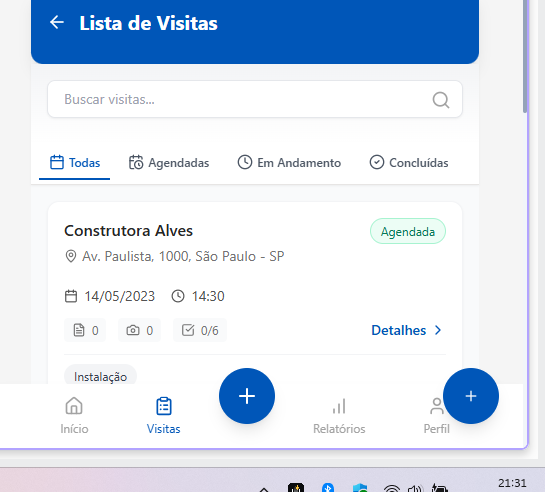 Lista de Visitas
Buscar visitas...
Todas Agendadas Em Andamento Concluídas
Construtora Alves Agendada
Av. Paulista, 1000, São Paulo - SP
14/05/2023 14:30
0 0 0/6 Detalhes
Instalação
Início Visitas Relatórios Perfil
21:31